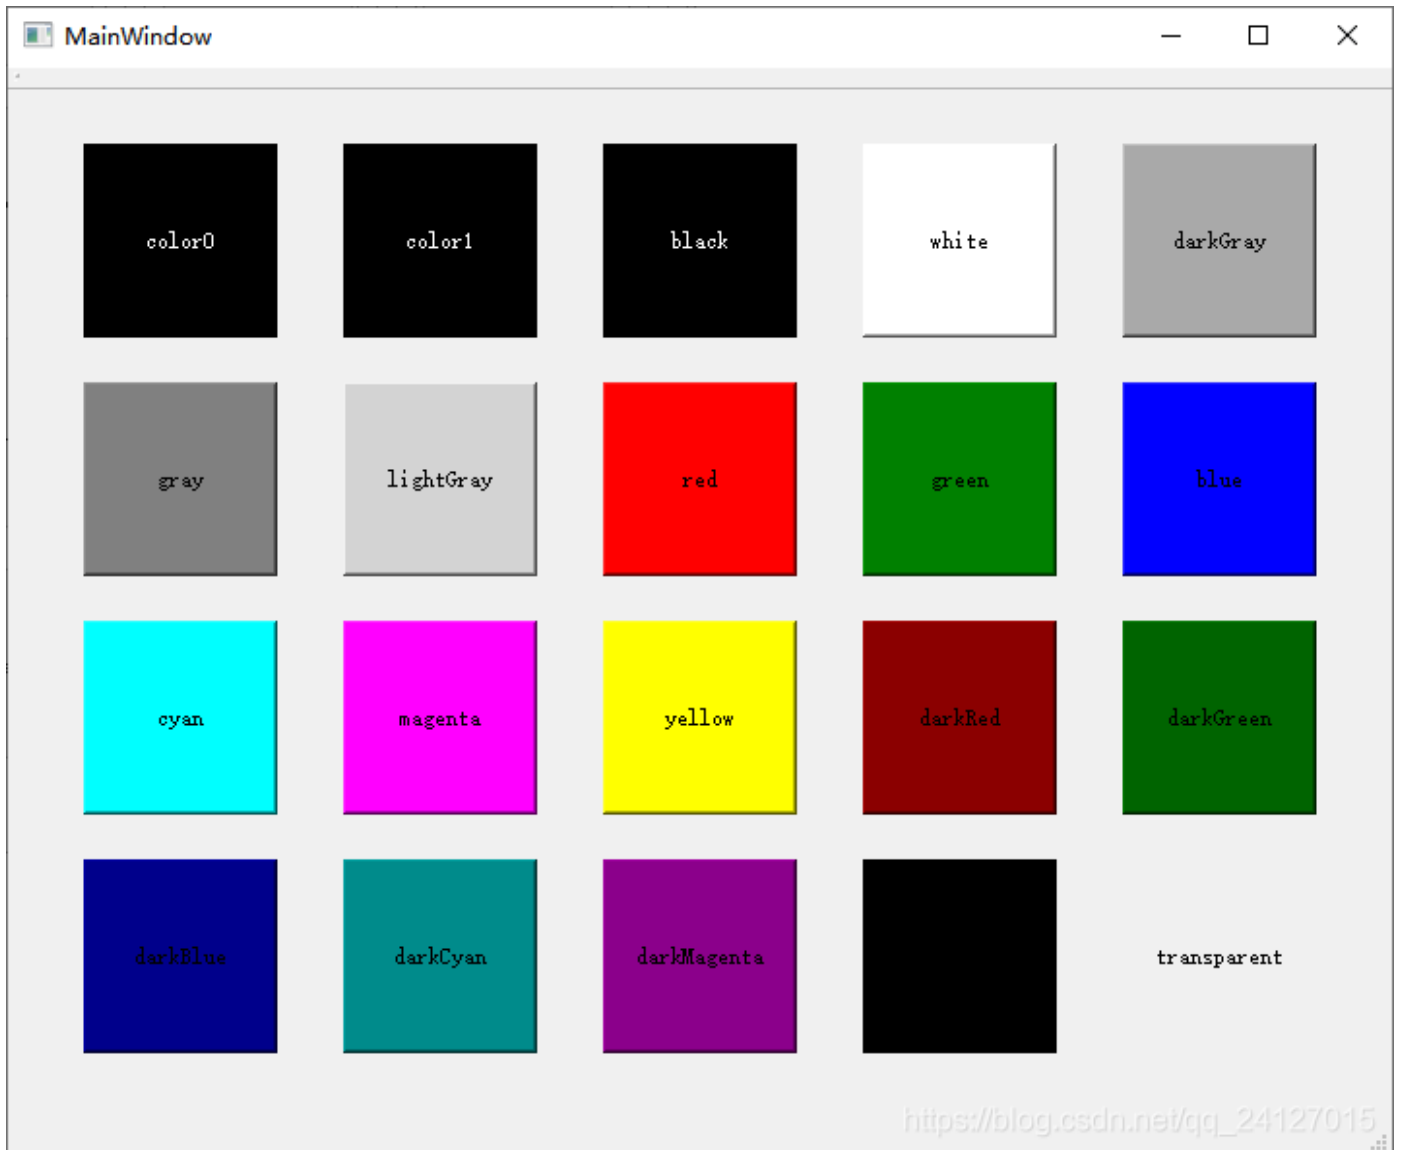 MainWindow
color0
color1
black
white
darkGray
gray
lightGray
red
green
blue
cyan
magenta
yellow
darkRed
darkGreen
darkBlue
darkCyan
darkMagenta
transparent
https://blog.csdn.net/qq_24127015